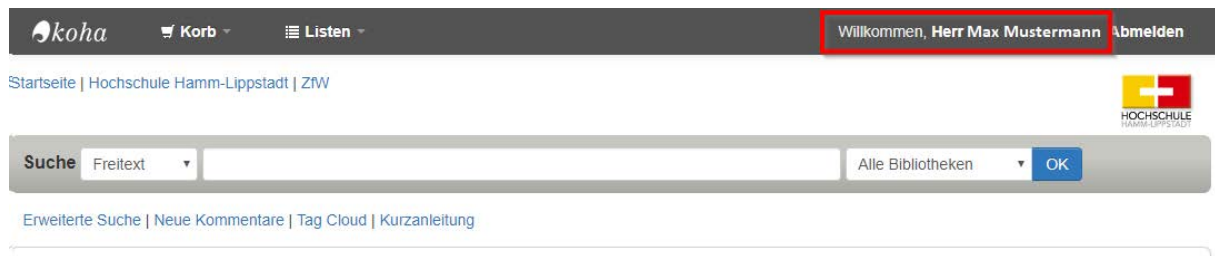 koha Korb Listen Willkommen, Herr Max Mustermann Abmelden
Startseite | Hochschule Hamm-Lippstadt | ZfW
HOCHSCHULE
HAMM-LIPPSTADT
Suche Freitext Alle Bibliotheken OK
Erweiterte Suche | Neue Kommentare | Tag Cloud | Kurzanleitung